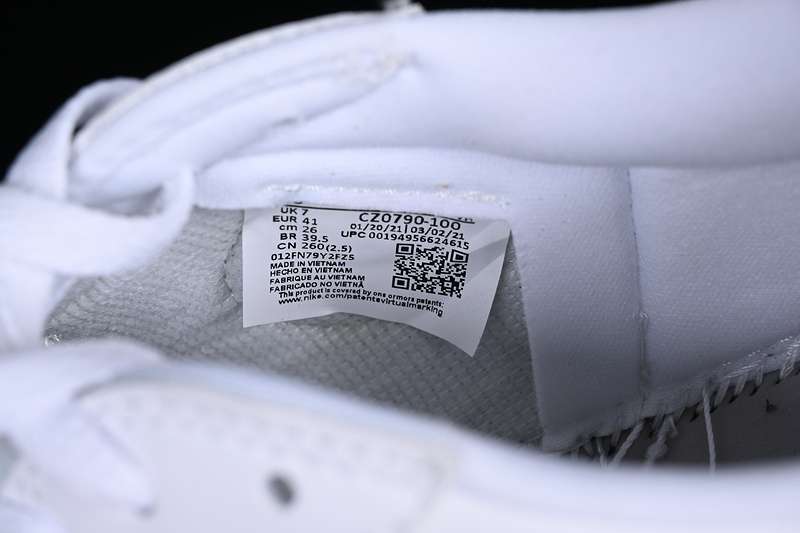 UK 7
EUR 41
cm 26
BR 39.5
CN 260(2.5)
012FN79Y2FZ5
MADE IN VIETNAM
HECHO EN VIETNAM
FABRIQUE AU VIETNAM
FABRICADO NO VIETNÃ
This product is covered by one ormors patents:
www.nike.com/patentsvirtualmarking
CZ0790-100
01/20/21 | 03/02/21
UPC 00194956624615